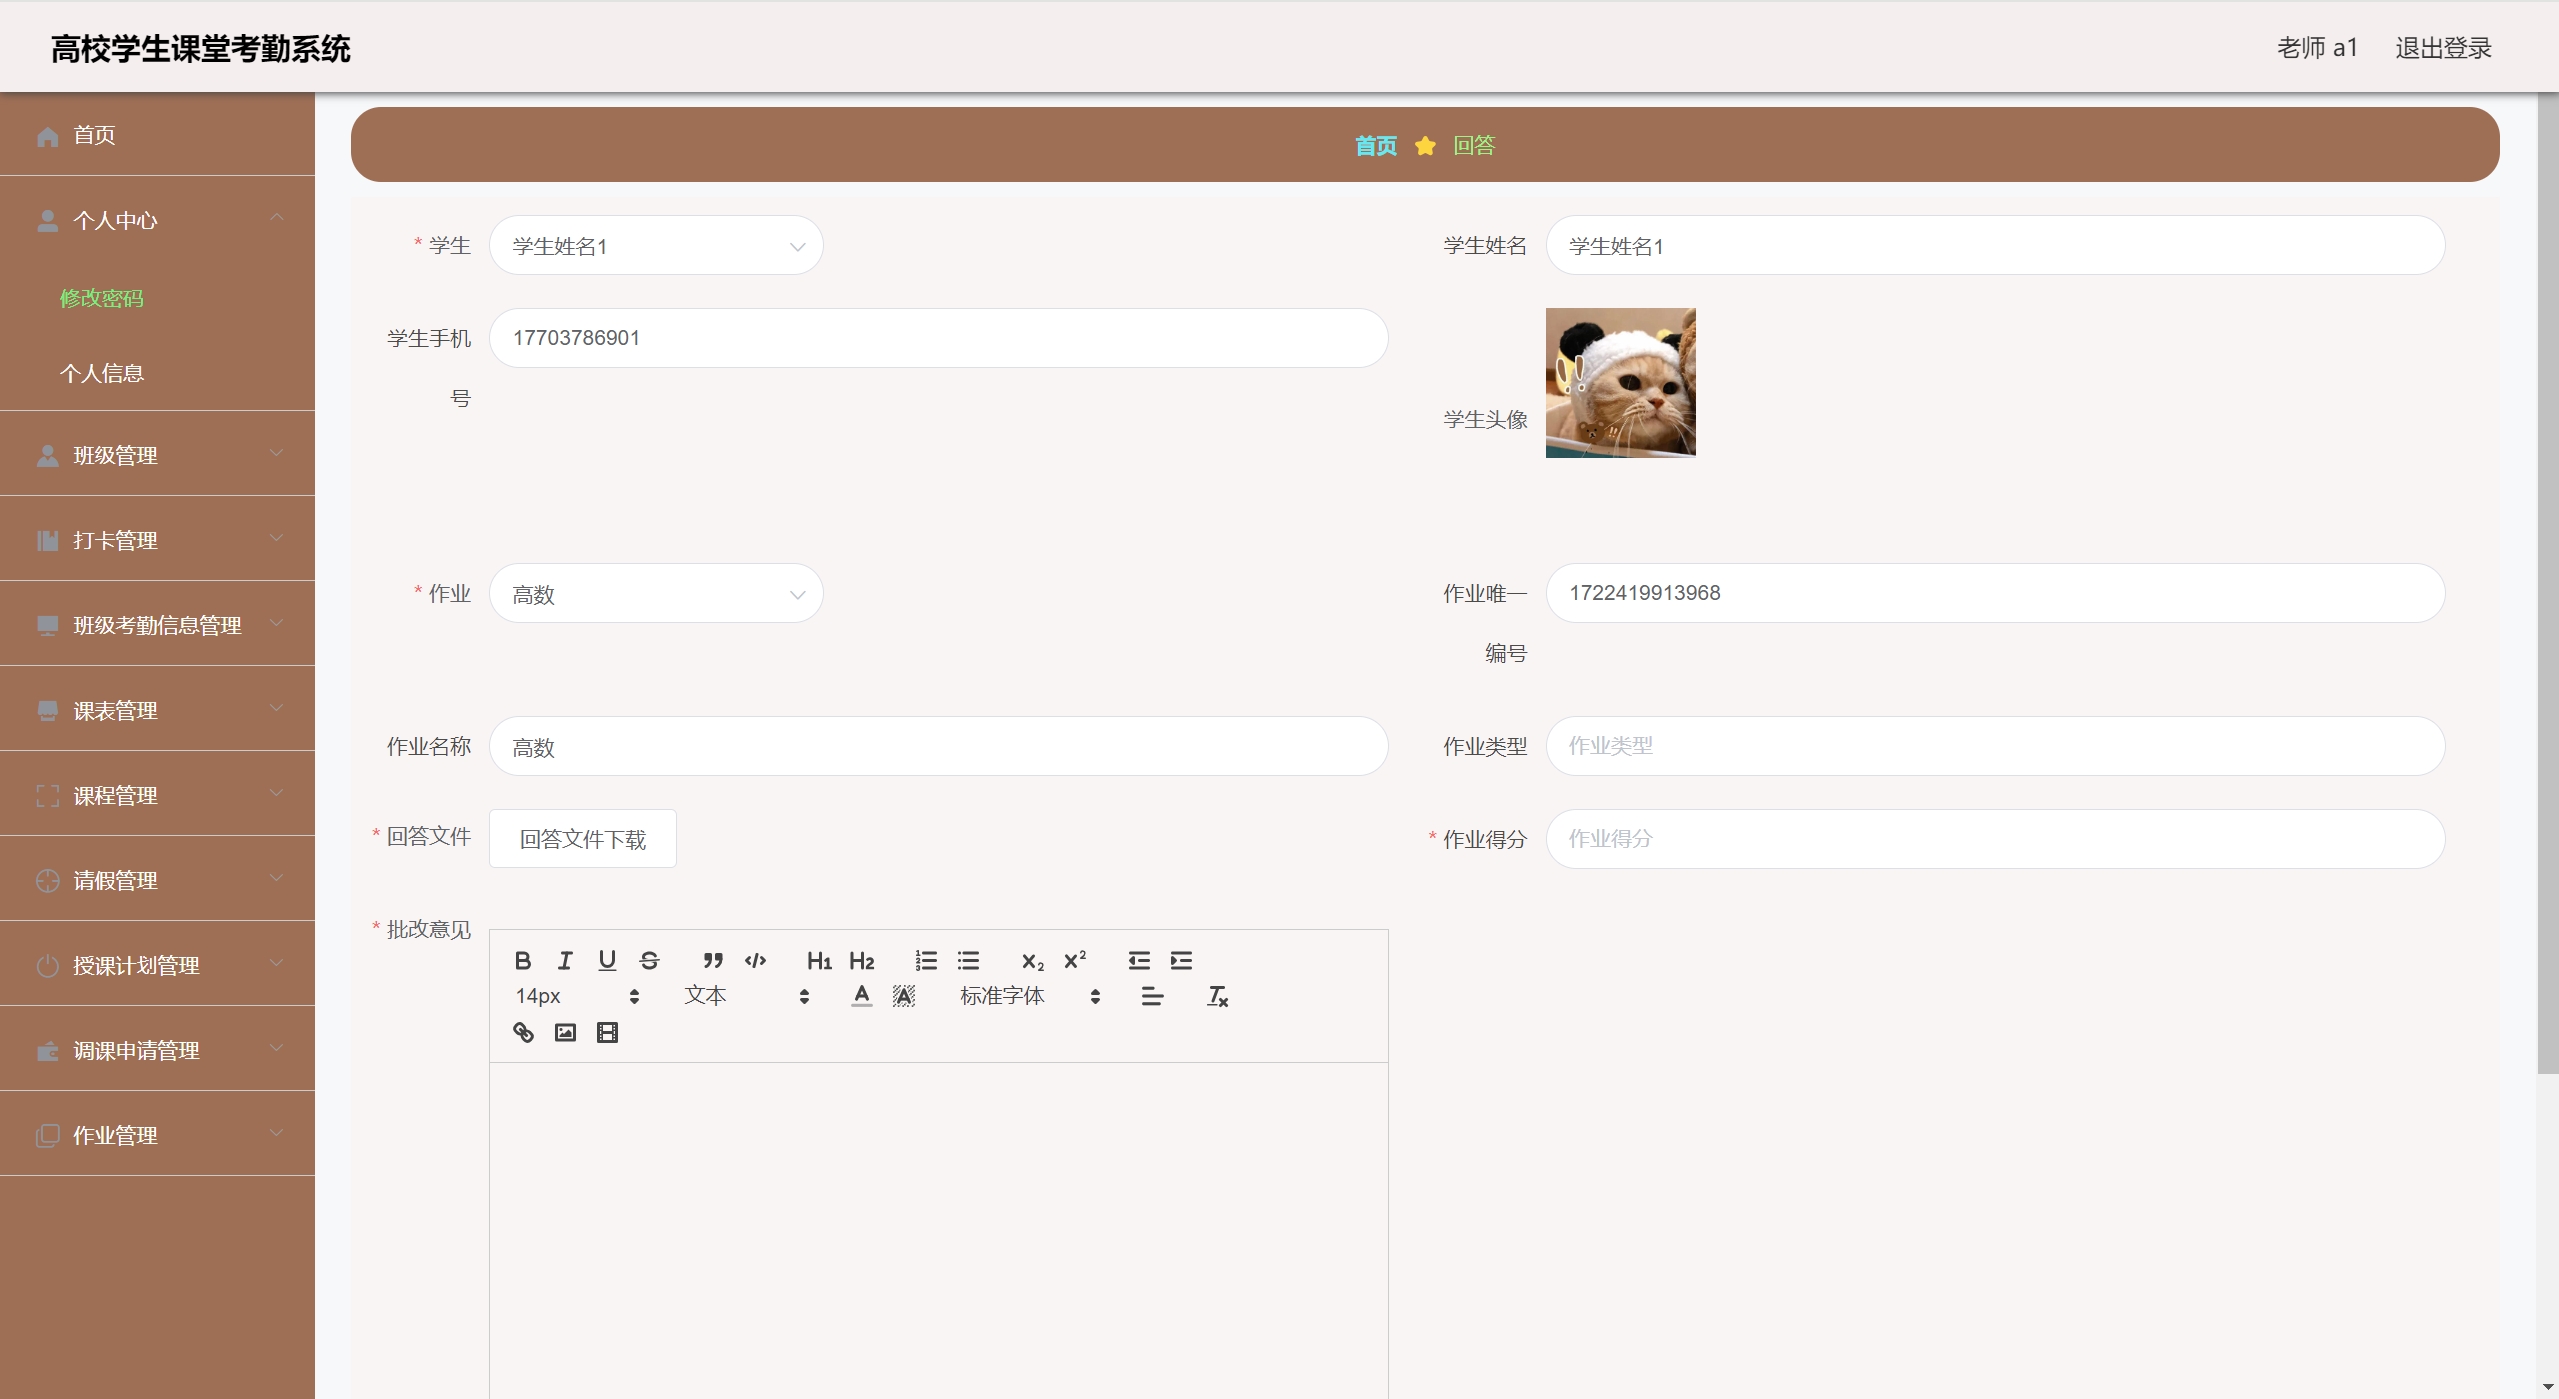 高校学生课堂考勤系统
老师 a1
退出登录
首页
个人中心
修改密码
个人信息
班级管理
打卡管理
班级考勤信息管理
课表管理
课程管理
请假管理
授课计划管理
调课申请管理
作业管理
首页 回答
* 学生 学生姓名1
学生姓名 学生姓名1
学生手机号 17703786901
学生头像
* 作业 高数
作业唯一编号 1722419913968
作业名称 高数
作业类型 作业类型
* 回答文件 回答文件下载
* 作业得分 作业得分
* 批改意见
B I U S H1 H2 x2 x2
14px 文本 A A 标准字体 Tx